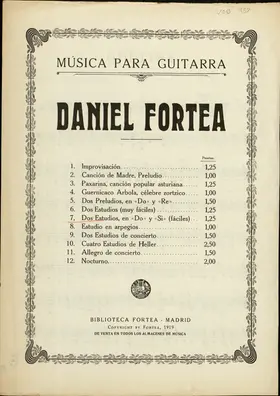 MÚSICA PARA GUITARRA
DANIEL FORTEA
Pesetas
1. Improvisación 1,25
2. Canción de Madre, Preludio 1,00
3. Paxarina, canción popular asturiana 1,25
4. Guernicaco Arbola, célebre zortzico 1,00
5. Dos Preludios, en «Do» y «Re» 1,50
6. Dos Estudios (muy fáciles) 1,25
7. Dos Estudios, en «Do» y «Si» (fáciles) 1,25
8. Estudio en arpegios 1,00
9. Dos Estudios de concierto 1,50
10. Cuatro Estudios de Heller 2,50
11. Allegro de concierto 1,50
12. Nocturno 2,00
BIBLIOTECA FORTEA - MADRID
COPYRIGHT BY FORTEA, 1919
DE VENTA EN TODOS LOS ALMACENES DE MÚSICA